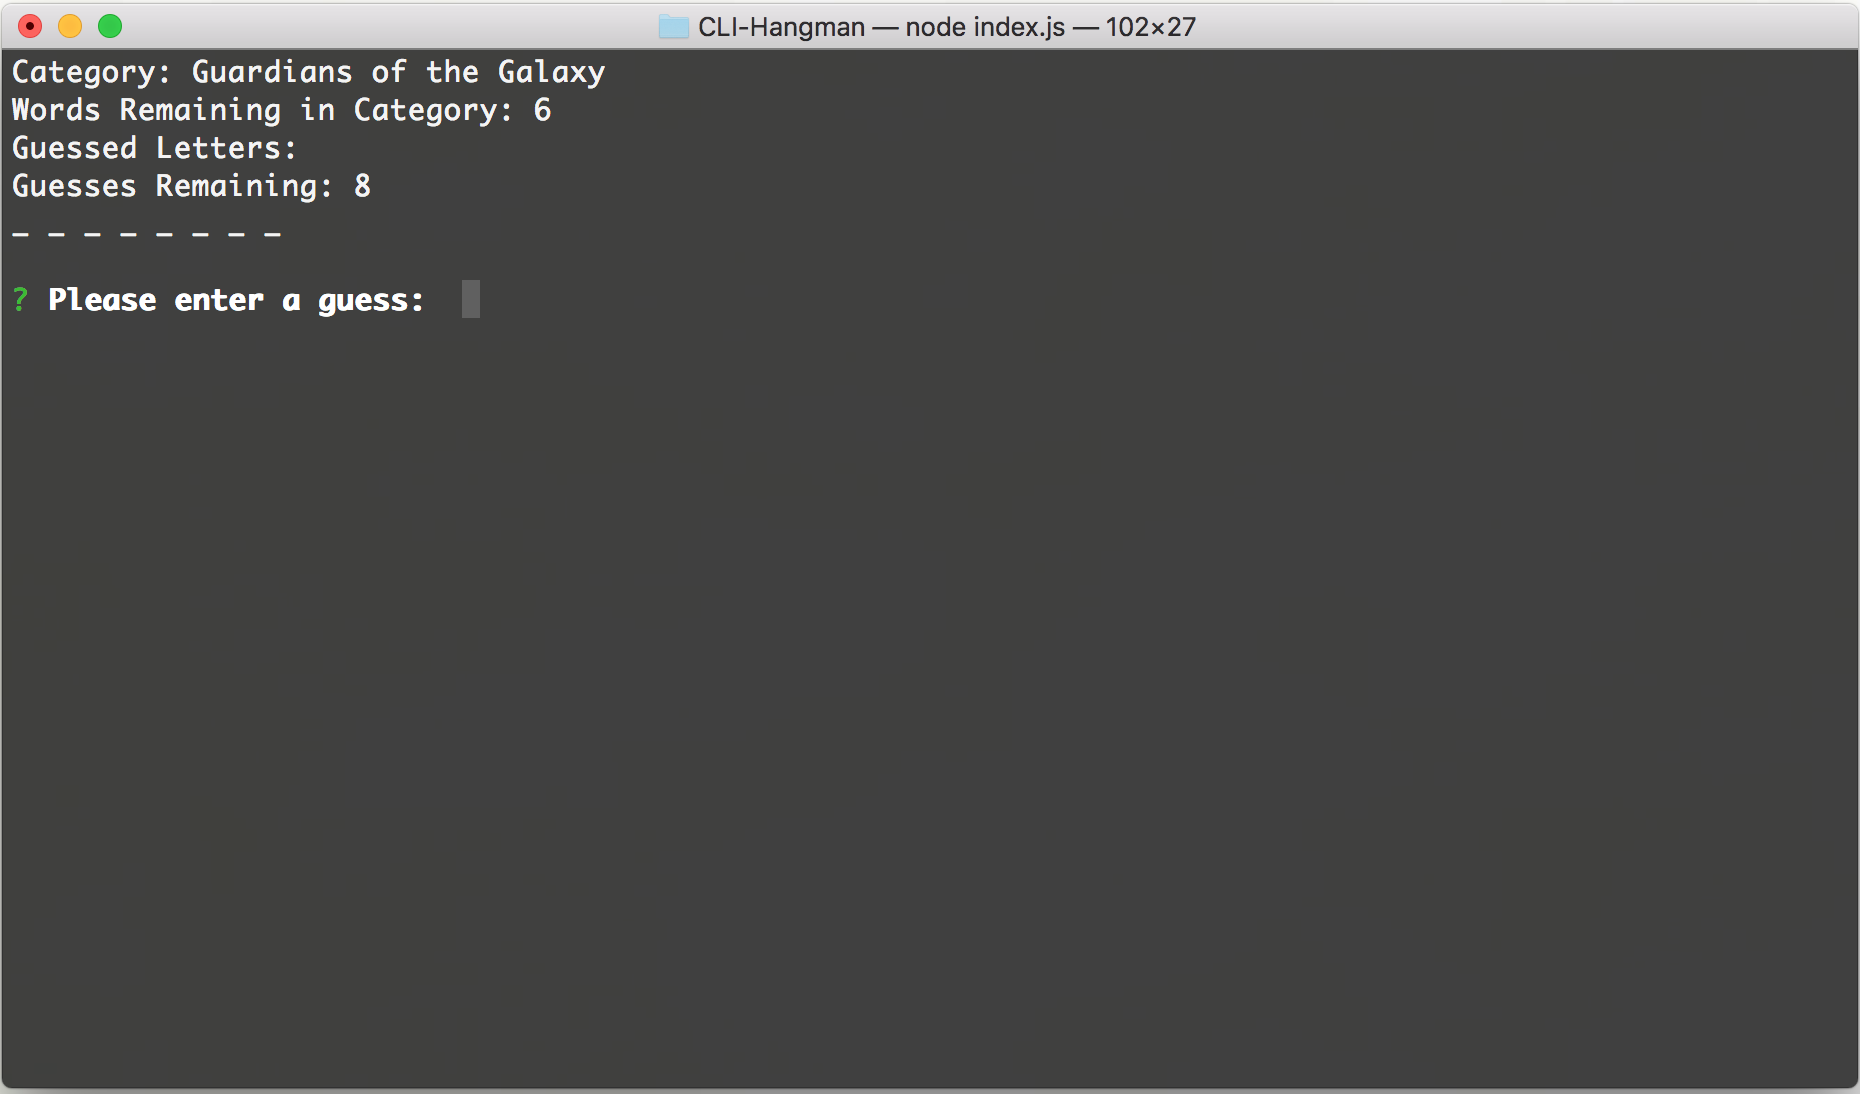 CLI-Hangman — node index.js — 102×27
Category: Guardians of the Galaxy
Words Remaining in Category: 6
Guessed Letters:
Guesses Remaining: 8
_ _ _ _ _ _ _ _
? Please enter a guess: